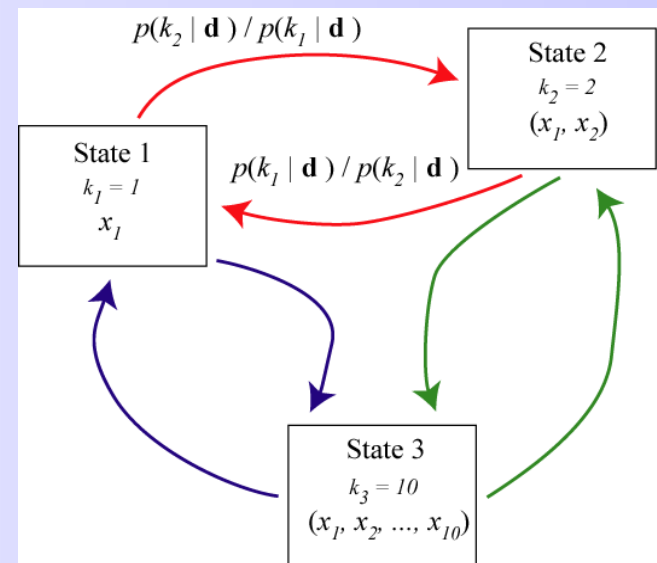 p(k₂ | d) / p(k₁ | d)
State 2
k₂ = 2
(x₁, x₂)
State 1
k₁ = 1
x₁
p(k₁ | d) / p(k₂ | d)
State 3
k₃ = 10
(x₁, x₂, ..., x₁₀)